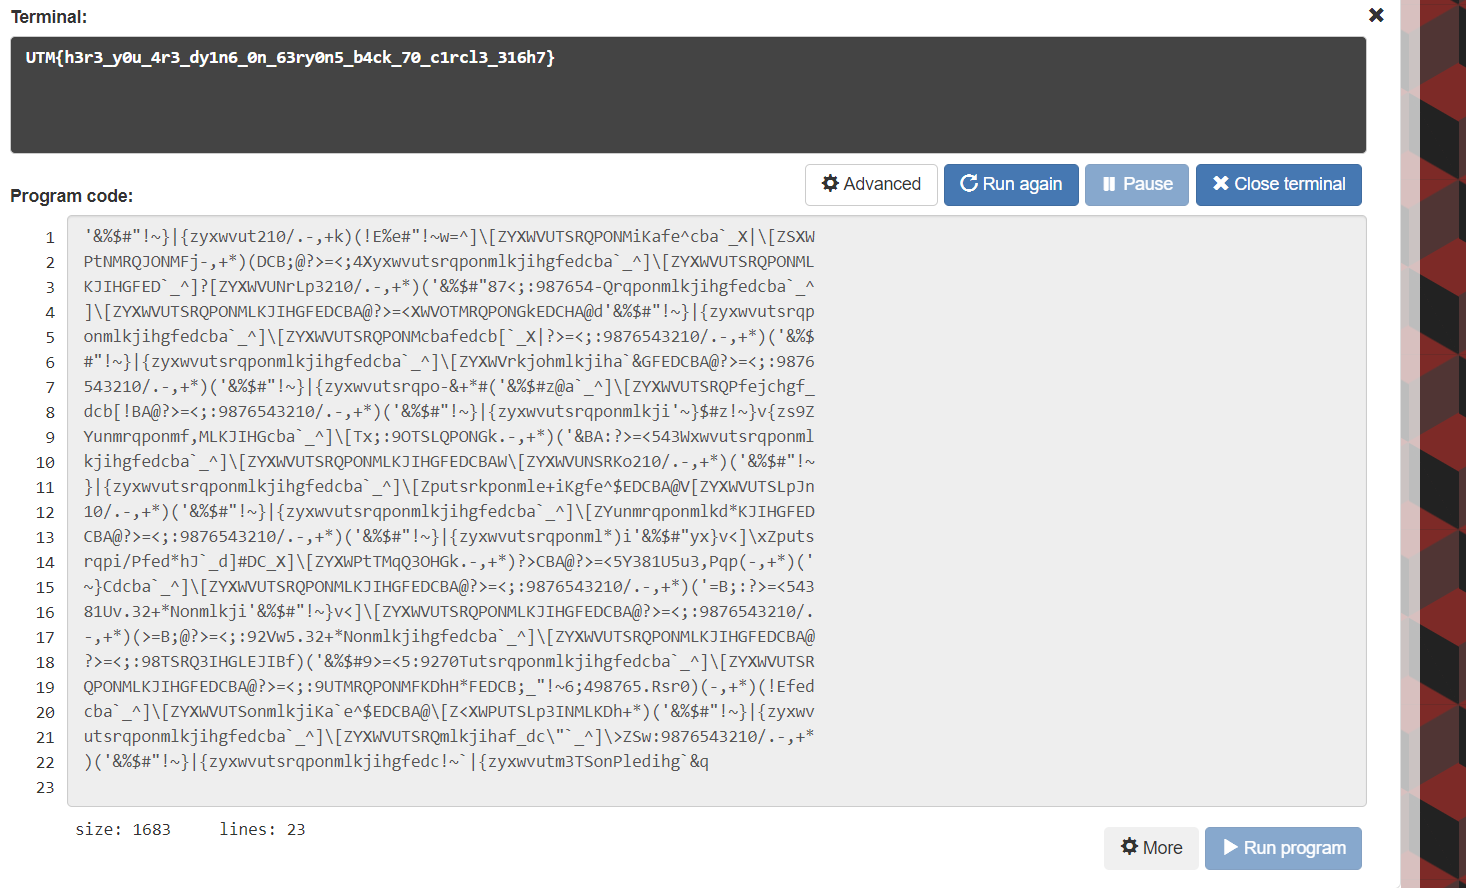 Terminal:
UTM{h3r3_y0u_4r3_dy1n6_0n_63ry0n5_b4ck_70_c1rcl3_316h7}
Advanced
Run again
Pause
Close terminal
Program code:
1 '&%$#"!~}|{zyxwvut210/.-,+k)(!E%e#"!~w=^]\[ZYXWVUTSRQPONMiKafe^cba`_X|\[ZSXW
2 PtNMRQJONMFj-,+*)(DCB;@?>=<;4Xyxwvutsrqponmlkjihgfedcba`_^]\[ZYXWVUTSRQPONML
3 KJIHGFED`_^]?[ZYXWVUNrLp3210/.-,+*)('&%$#"87<;:987654-Qrqponmlkjihgfedcba`_^
4 ]\[ZYXWVUTSRQPONMLKJIHGFEDCBA@?>=<XWVOTMRQPONGkEDCHA@d'&%$#"!~}|{zyxwvutsrqp
5 onmlkjihgfedcba`_^]\[ZYXWVUTSRQPONMcbafedcb[`_X|?>=<;:9876543210/.-,+*)('&%$
6 #"!~}|{zyxwvutsrqponmlkjihgfedcba`_^]\[ZYXWVrkjohmlkjiha`&GFEDCBA@?>=<;:9876
7 543210/.-,+*)('&%$#"!~}|{zyxwvutsrqpo-&+*#('&%$z@a`_^]\[ZYXWVUTSRQPfejchgf_
8 dcb[!BA@?>=<;:9876543210/.-,+*)('&%$#"!~}|{zyxwvutsrqponmlkji'~}$#z!~}v{zs9Z
9 YunmrqponmF,MLKJIHGcba`_^]\[Tx;:9OTSLQPONGk.-,+*)('&BA:?>=<543Wxwvutsrqponml
10 kjihgfedcba`_^]\[ZYXWVUTSRQPONMLKJIHGFEDCBAW\[ZYXWVUNSRKo210/.-,+*)('&%$#"!~
11 }|{zyxwvutsrqponmlkjihgfedcba`_^]\[Zputsrkponmle+iKgfe^$EDCBA@V[ZYXWVUTSLpJn
12 10/.-,+*)('&%$#"!~}|{zyxwvutsrqponmlkjihgfedcba`_^]\[ZYunmrqponmlkd*KJIHGFED
13 CBA@?>=<;:9876543210/.-,+*)('&%$#"!~}|{zyxwvutsrqponml*)i'&%$#"yx}v<]\xZputs
14 rqpi/Pfed*hJ`_d]#DC_X]\[ZYXWPtTMqQ3OHGk.-,+*)?>CBA@?>=<5Y381U5u3,Pqp(-,+*)('
15 ~}Cdcba`_^]\[ZYXWVUTSRQPONMLKJIHGFEDCBA@?>=<;:9876543210/.-,+*)('=B;:?>=<543
16 81Uv.32+*Nonmlkji'&%$#"!~}v<]\[ZYXWVUTSRQPONMLKJIHGFEDCBA@?>=<;:9876543210/.
17 -,+*)(>=B;@?>=<;:92Vw5.32+*Nonmlkjihgfedcba`_^]\[ZYXWVUTSRQPONMLKJIHGFEDCBA@
18 ?>=<;:98TSRQ3IHGLEJIBf)('&%$#9>=<5:9270Tutsrqponmlkjihgfedcba`_^]\[ZYXWVUTSR
19 QPONMLKJIHGFEDCBA@?>=<;:9UTMRQPONMFKDhH*FEDCB;_"!~6;498765.Rsr0)(-,+*)(!Efed
20 cba`_^]\[ZYXWVUTSonmlkjiKa`e^$EDCBA@\[Z<XWPUTSLp3INMLKDh+*)('&%$#"!~}|{zyxwv
21 utsrqponmlkjihgfedcba`_^]\[ZYXWVUTSRQmlkjihaf_dc\"`_^]\>ZSw:9876543210/.-,+*
22 )('&%$#"!~}|{zyxwvutsrqponmlkjihgfedc!~`|{zyxwvutm3TSonPledihg`&q
23
size: 1683 lines: 23
More
Run program